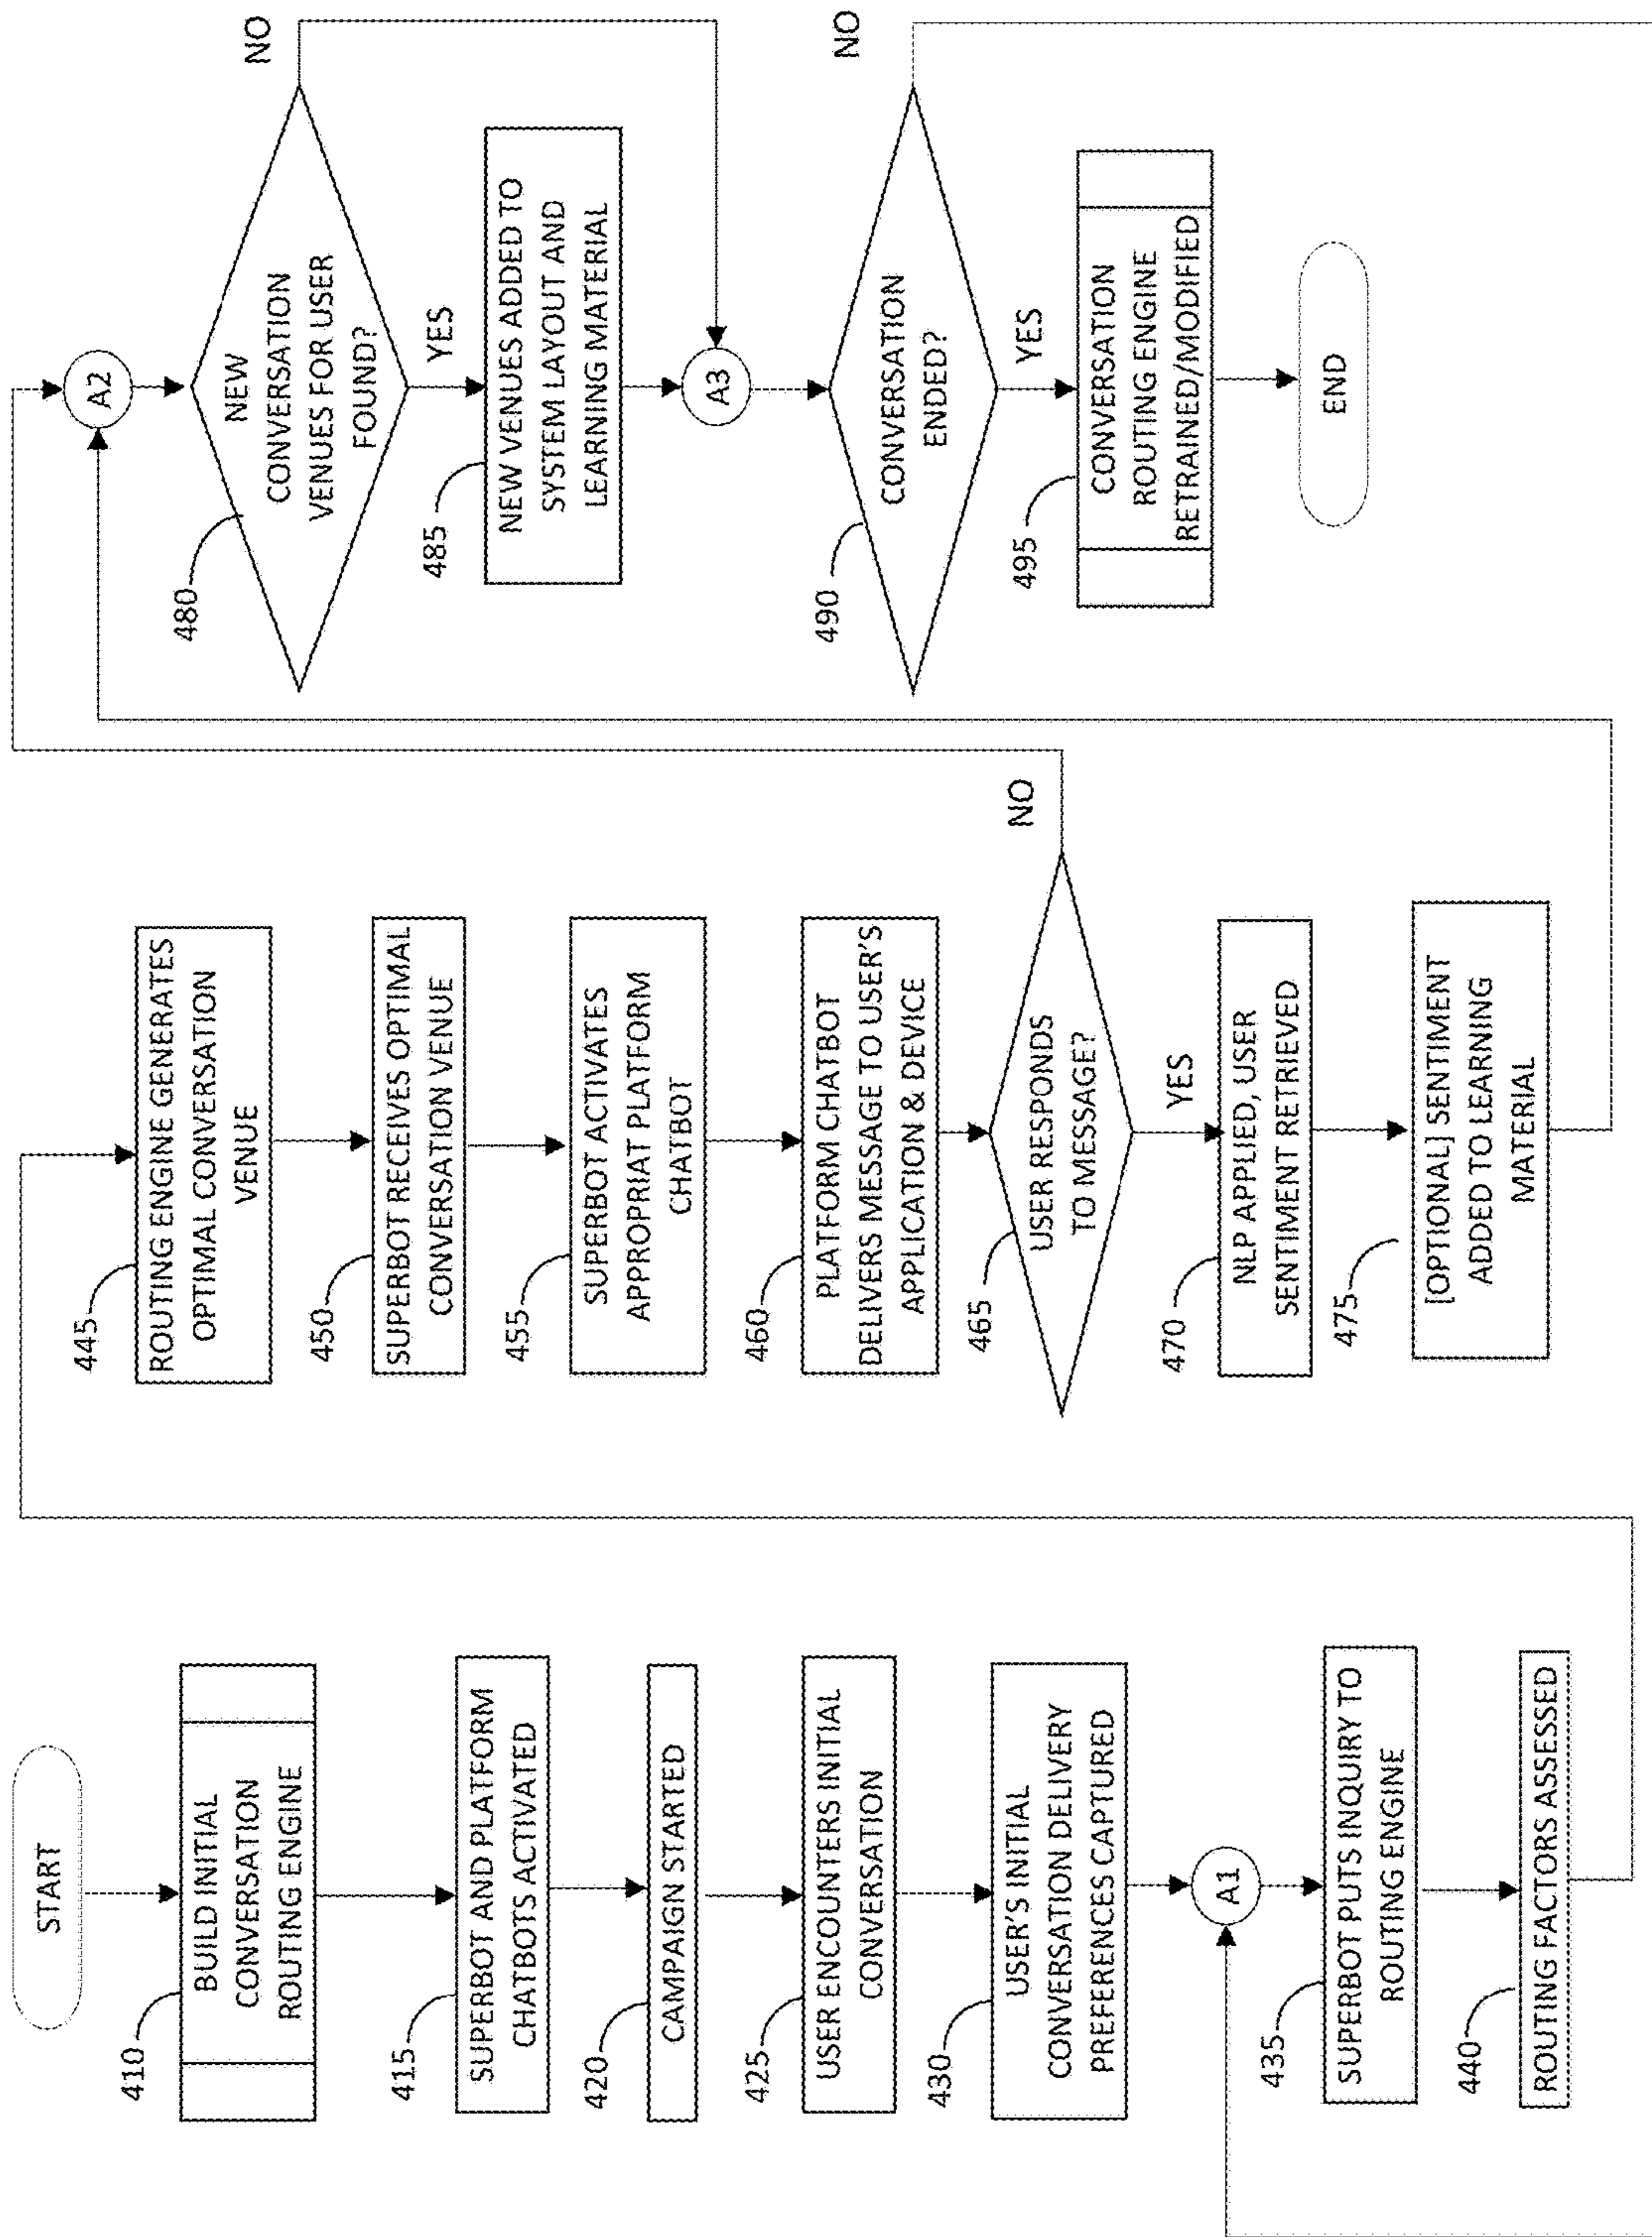 START
410
BUILD INITIAL
CONVERSATION
ROUTING ENGINE
415
SUPERBOT AND PLATFORM
CHATBOTS ACTIVATED
420
CAMPAIGN STARTED
425
USER ENCOUNTERS INITIAL
CONVERSATION
430
USER'S INITIAL
CONVERSATION DELIVERY
PREFERENCES CAPTURED
A1
435
SUPERBOT PUTS INQUIRY TO
ROUTING ENGINE
440
ROUTING FACTORS ASSESSED
445
ROUTING ENGINE GENERATES
OPTIMAL CONVERSATION
VENUE
450
SUPERBOT RECEIVES OPTIMAL
CONVERSATION VENUE
455
SUPERBOT ACTIVATES
APPROPRIAT PLATFORM
CHATBOT
460
PLATFORM CHATBOT
DELIVERS MESSAGE TO USER'S
APPLICATION & DEVICE
465
USER RESPONDS
TO MESSAGE?
NO
YES
470
NLP APPLIED, USER
SENTIMENT RETRIEVED
475
[OPTIONAL] SENTIMENT
ADDED TO LEARNING
MATERIAL
A2
480
NEW
CONVERSATION
VENUES FOR USER
FOUND?
NO
YES
485
NEW VENUES ADDED TO
SYSTEM LAYOUT AND
LEARNING MATERIAL
A3
490
CONVERSATION
ENDED?
NO
YES
495
CONVERSATION
ROUTING ENGINE
RETRAINED/MODIFIED
END